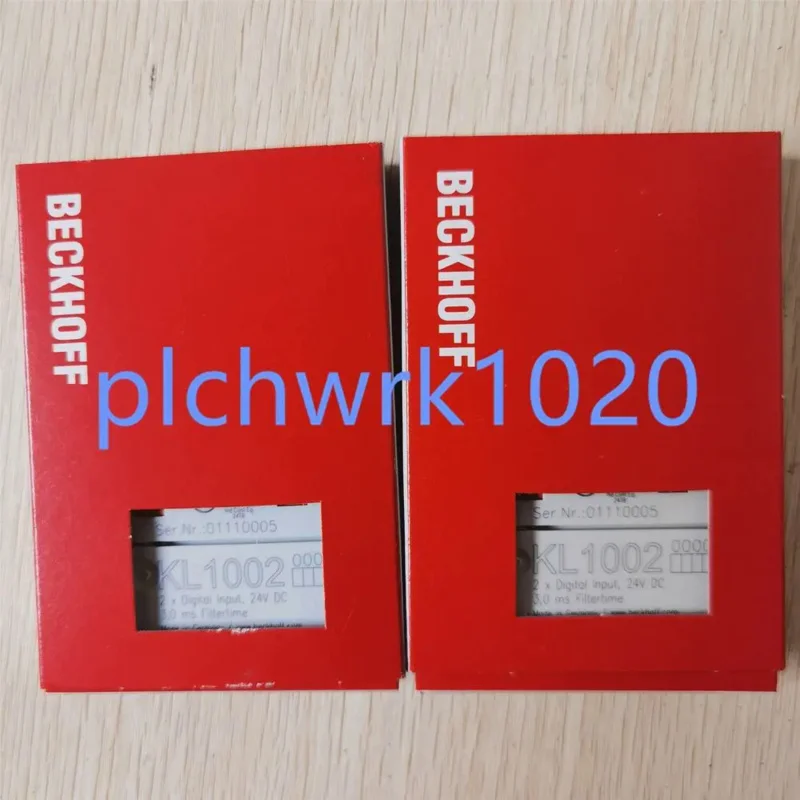 BECKHOFF
BECKHOFF
plchwrk1020
Ser Nr.:01110005
KL1002
2 x Digital Input, 24V DC
3,0 ms Filtertime
Ser Nr.:01110005
KL1002
2 x Digital Input, 24V DC
3,0 ms Filtertime